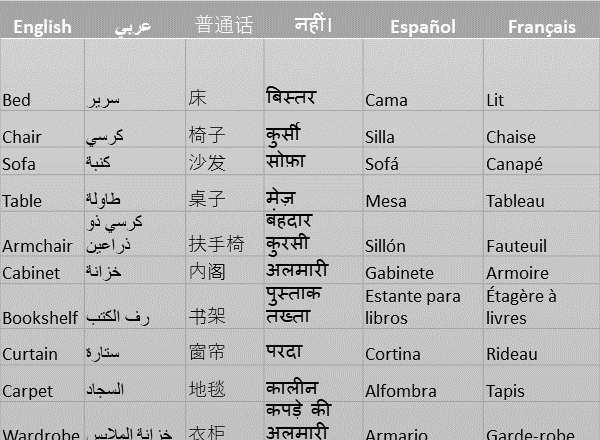 English عربي 普通话 नहीं। Español Français
Bed سرير 床 बिस्तर Cama Lit
Chair كرسي 椅子 कुर्सी Silla Chaise
Sofa كنبة 沙发 सोफ़ा Sofá Canapé
Table طاولة 桌子 मेज़ Mesa Tableau
كرسي ذو बंहदार
Armchair ذراعين 扶手椅 कुरसी Sillón Fauteuil
Cabinet خزانة 内阁 अलमारी Gabinete Armoire
पुस्ताक Estante para Étagère à
Bookshelf رف الكتب 书架 तख्ता libros livres
Curtain ستارة 窗帘 परदा Cortina Rideau
Carpet السجاد 地毯 कालीन Alfombra Tapis
कपड़े की
Wardrobe خزانة الملابس 衣柜 अलमारी Armario Garde-robe